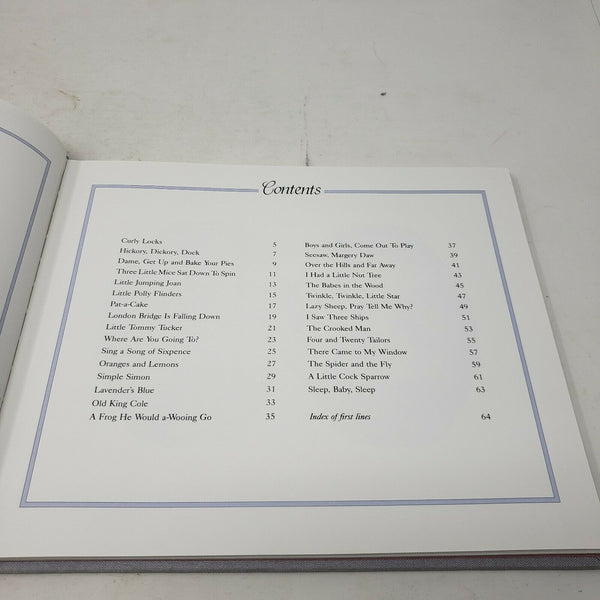 Contents
Curly Locks 5
Hickory, Dickory, Dock 7
Dame, Get Up and Bake Your Pies 9
Three Little Mice Sat Down To Spin 11
Little Jumping Joan 13
Little Polly Flinders 15
Pat-a-Cake 17
London Bridge Is Falling Down 19
Little Tommy Tucker 21
Where Are You Going To? 23
Sing a Song of Sixpence 25
Oranges and Lemons 27
Simple Simon 29
Lavender's Blue 31
Old King Cole 33
A Frog He Would a-Wooing Go 35
Boys and Girls, Come Out To Play 37
Seesaw, Margery Daw 39
Over the Hills and Far Away 41
I Had a Little Nut Tree 43
The Babes in the Wood 45
Twinkle, Twinkle, Little Star 47
Lazy Sheep, Pray Tell Me Why? 49
I Saw Three Ships 51
The Crooked Man 53
Four and Twenty Tailors 55
There Came to My Window 57
The Spider and the Fly 59
A Little Cock Sparrow 61
Sleep, Baby, Sleep 63
Index of first lines 64